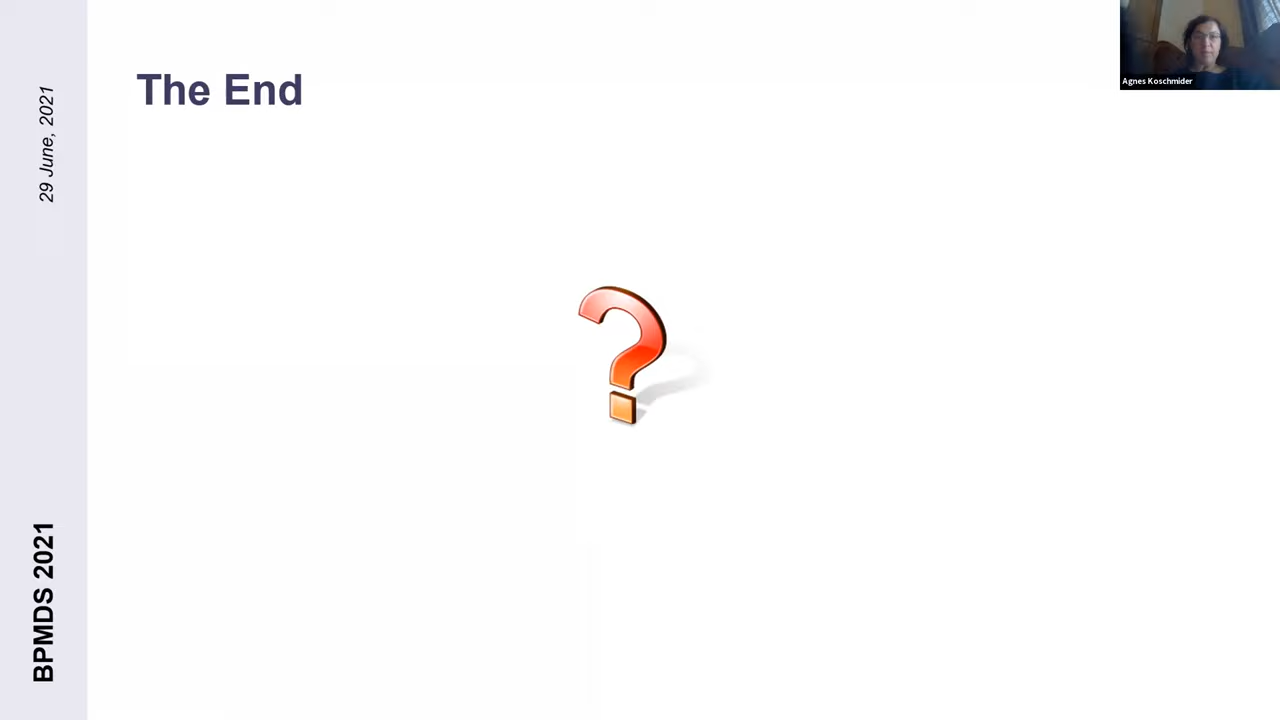 The End
29 June, 2021
BPMDS 2021
Agnes Koschmider